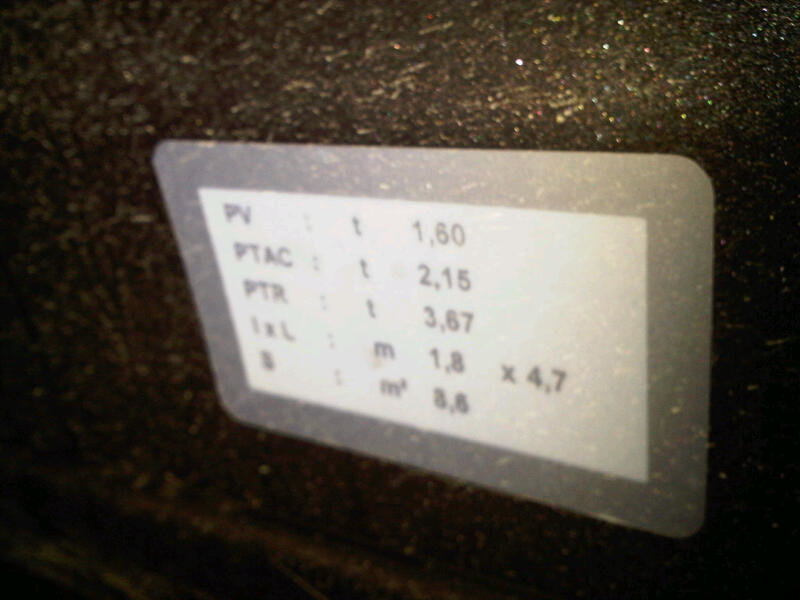 PV : t 1,60
PTAC : t 2,15
PTR : t 3,67
l x L : m 1,8 x 4,7
S : m² 8,6